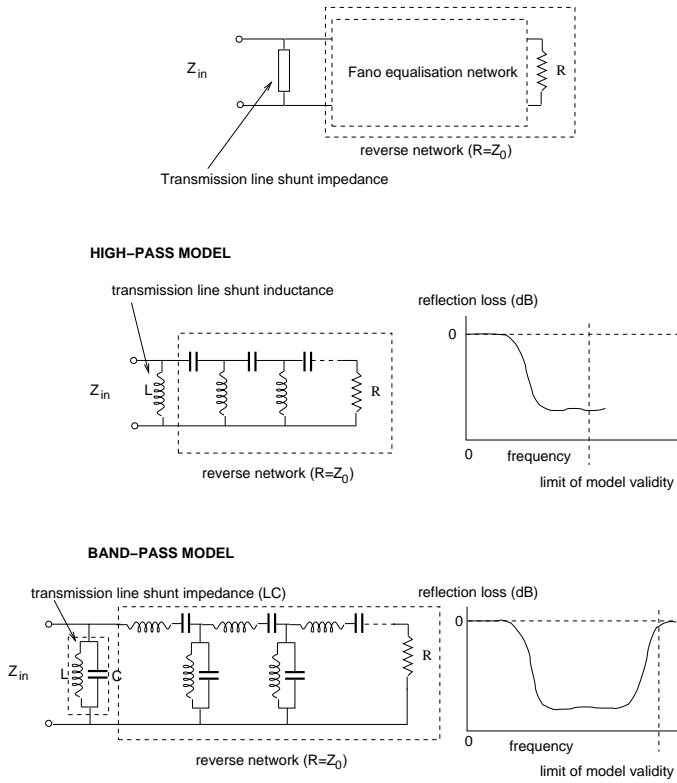 Z_in
Fano equalisation network
R
reverse network (R=Z_0)
Transmission line shunt impedance
HIGH–PASS MODEL
transmission line shunt inductance
Z_in
L
R
reverse network (R=Z_0)
reflection loss (dB)
0
0
frequency
limit of model validity
BAND–PASS MODEL
transmission line shunt impedance (LC)
Z_in
L
C
R
reverse network (R=Z_0)
reflection loss (dB)
0
0
frequency
limit of model validity